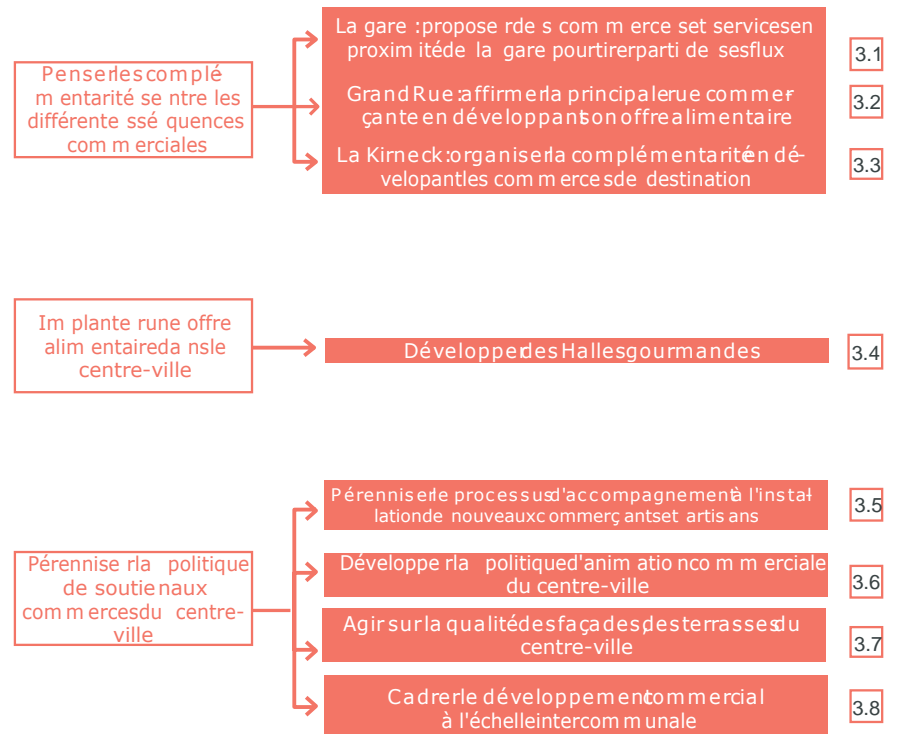 Penser les complé
mentarités entre les
différentes séquences
commerciales
La gare : proposer des commerces et services en
proximité de la gare pour tirer parti de ses flux
3.1
Grand Rue : affirmer la principale rue commer-
çante en développant son offre alimentaire
3.2
La Kirneck : organiser la complémentarité en dé-
velopant les commerces de destination
3.3
Implanter une offre
alimentaire dans le
centre-ville
Développer des Halles gourmandes
3.4
Pérenniser la politique
de soutien aux
commerces du centre-
ville
Pérenniser le processus d'accompagnement à l'instal-
lation de nouveaux commerçants et artisans
3.5
Développer la politique d'animation commerciale
du centre-ville
3.6
Agir sur la qualité des façades, des terrasses du
centre-ville
3.7
Cadrer le développement commercial
à l'échelle intercommunale
3.8